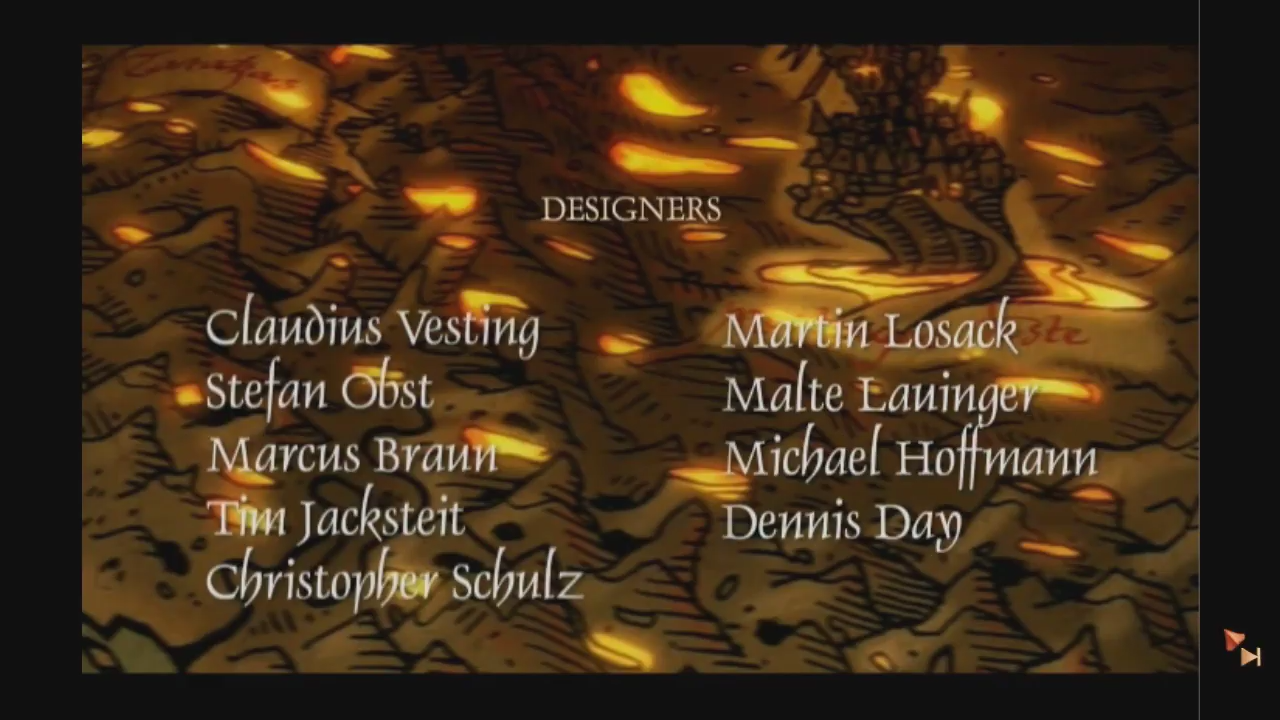 DESIGNERS
Claudius Vesting
Stefan Obst
Marcus Braun
Tim Jacksteit
Christopher Schulz
Martin Losack
Malte Lauinger
Michael Hoffmann
Dennis Day